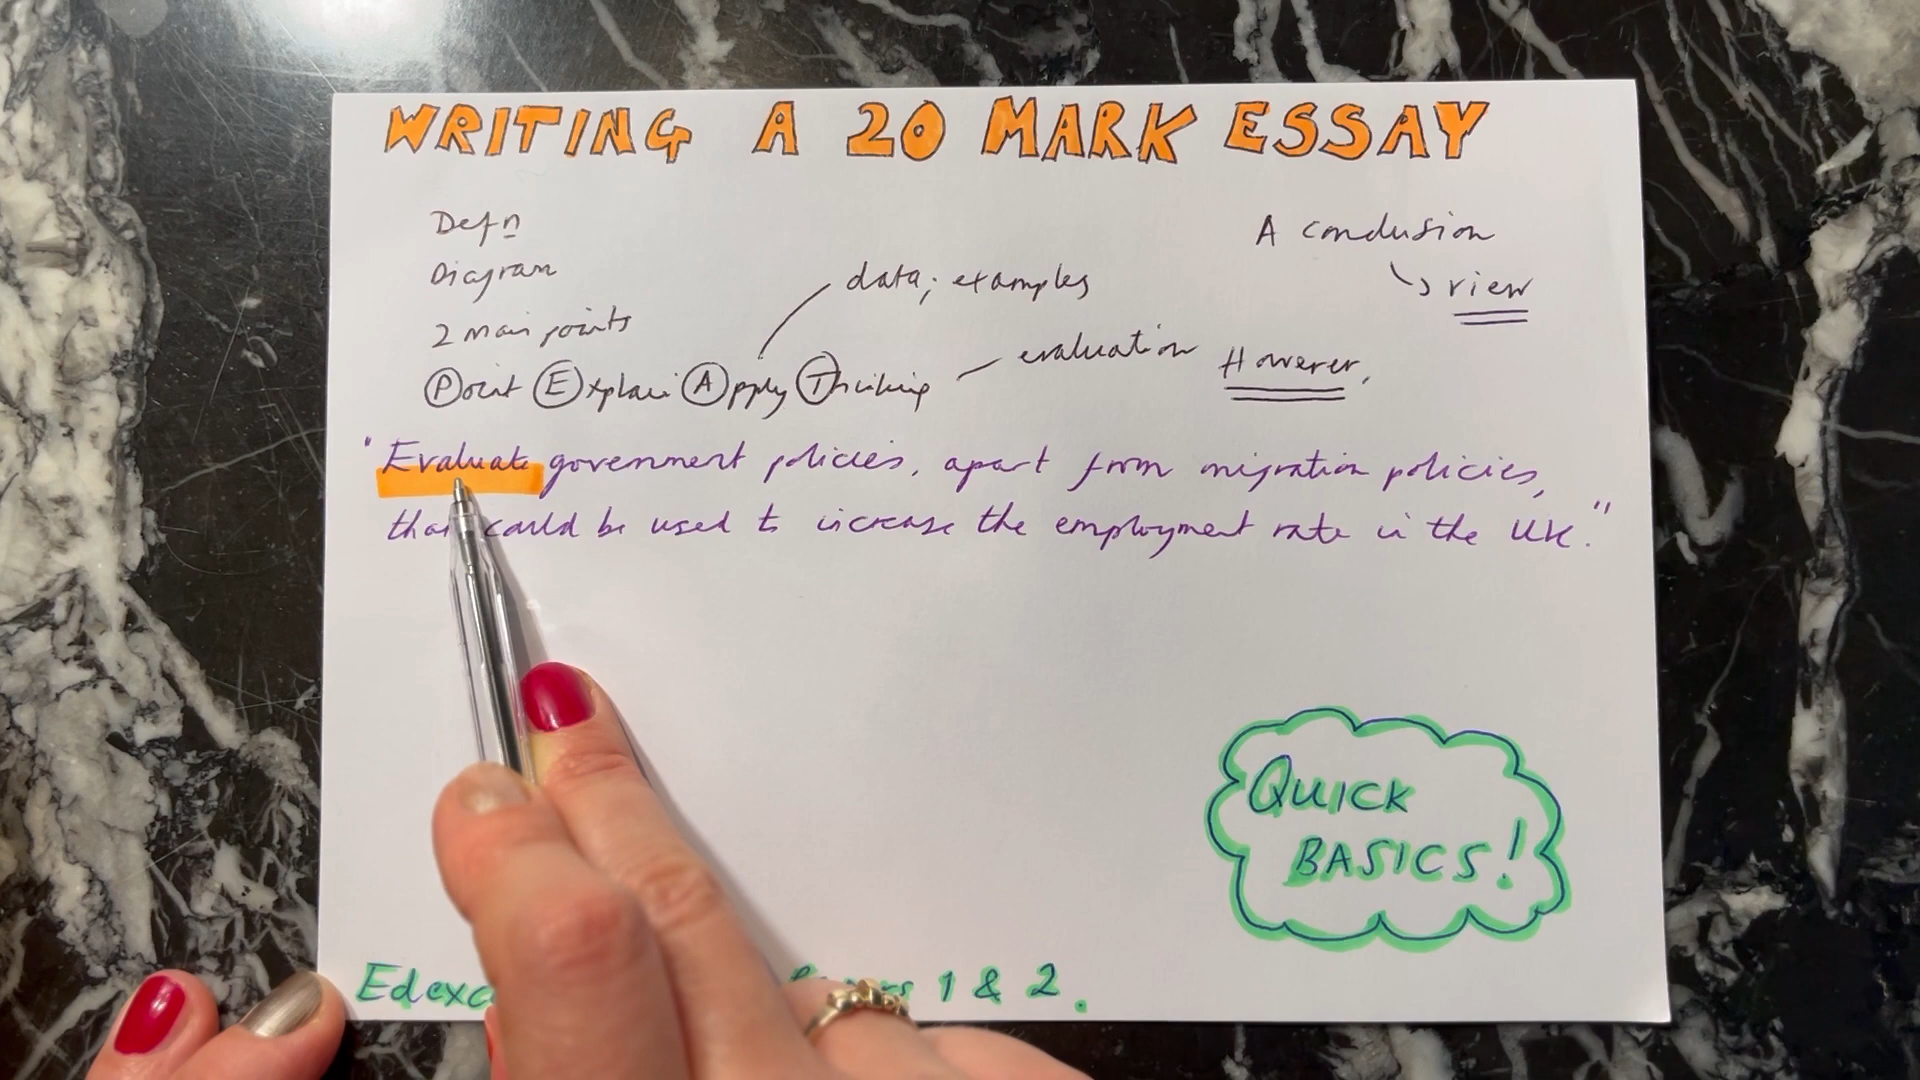 WRITING A 20 MARK ESSAY
Defn
Diagram
2 main points
Point Explain Apply Thinking
data; examples
evaluation
However,
A conclusion
view
"Evaluate government policies, apart from migration policies,
that could be used to increase the employment rate in the UK."
QUICK
BASICS!
1 & 2.